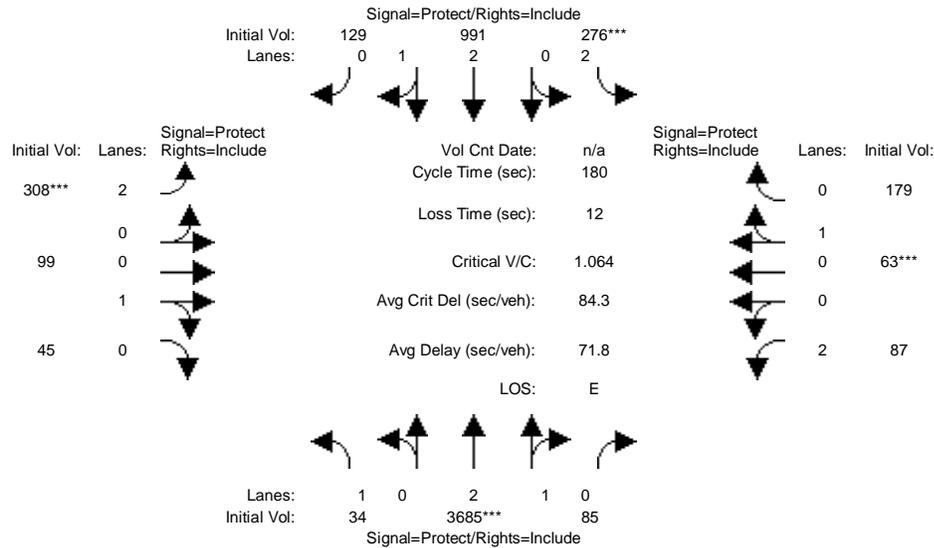 Signal=Protect/Rights=Include
Initial Vol: 129 991 276***
Lanes: 0 1 2 0 2
Signal=Protect Signal=Protect
Initial Vol: Lanes: Rights=Include Vol Cnt Date: n/a Rights=Include Lanes: Initial Vol:
Cycle Time (sec): 180
308*** 2 0 179
Loss Time (sec): 12
0 1
99 0 Critical V/C: 1.064 0 63***
1 Avg Crit Del (sec/veh): 84.3 0
45 0 Avg Delay (sec/veh): 71.8 2 87
LOS: E
Lanes: 1 0 2 1 0
Initial Vol: 34 3685*** 85
Signal=Protect/Rights=Include